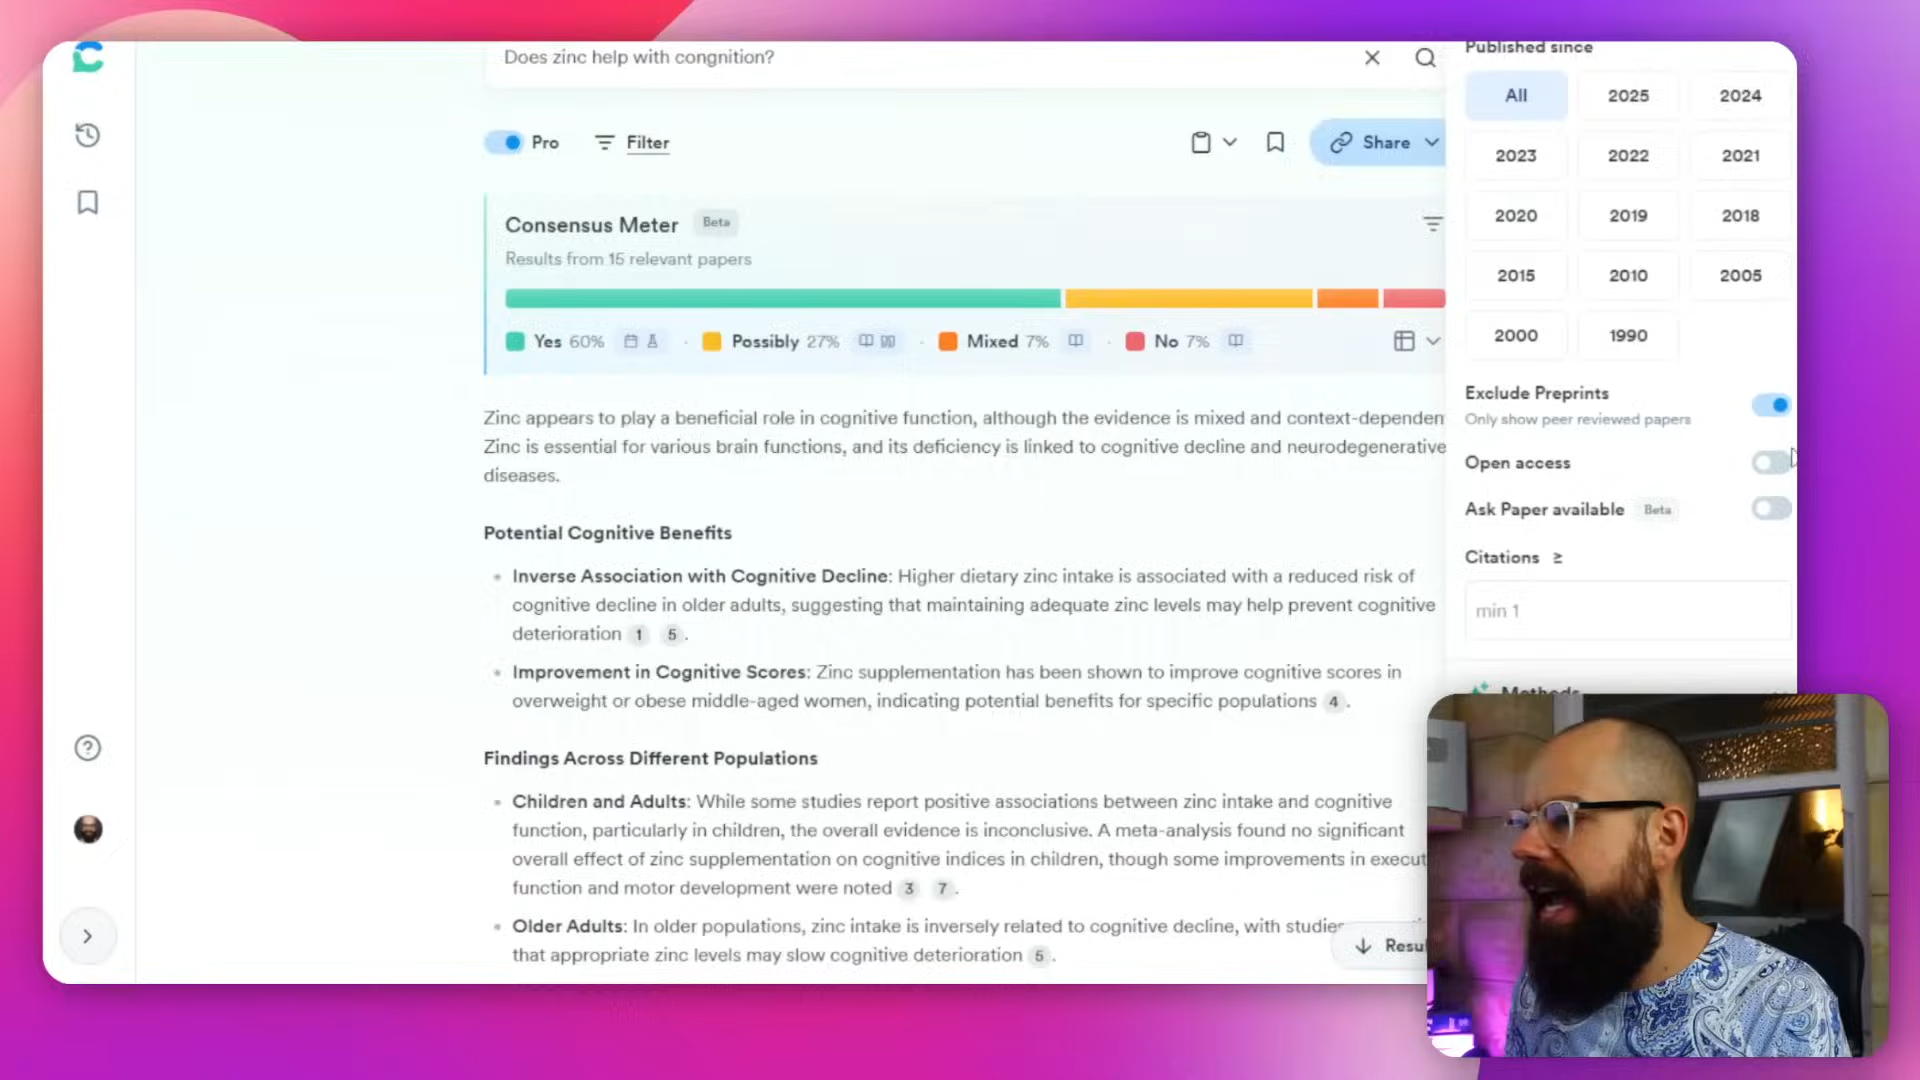 Does zinc help with congnition?
Pro
Filter
Share
Consensus Meter Beta
Results from 15 relevant papers
Yes 60% · Possibly 27% · Mixed 7% · No 7%
Zinc appears to play a beneficial role in cognitive function, although the evidence is mixed and context-dependen
Zinc is essential for various brain functions, and its deficiency is linked to cognitive decline and neurodegenerative
diseases.
Potential Cognitive Benefits
• Inverse Association with Cognitive Decline: Higher dietary zinc intake is associated with a reduced risk of
cognitive decline in older adults, suggesting that maintaining adequate zinc levels may help prevent cognitive
deterioration 1 5 .
• Improvement in Cognitive Scores: Zinc supplementation has been shown to improve cognitive scores in
overweight or obese middle-aged women, indicating potential benefits for specific populations 4 .
Findings Across Different Populations
• Children and Adults: While some studies report positive associations between zinc intake and cognitive
function, particularly in children, the overall evidence is inconclusive. A meta-analysis found no significant
overall effect of zinc supplementation on cognitive indices in children, though some improvements in execut
function and motor development were noted 3 7 .
• Older Adults: In older populations, zinc intake is inversely related to cognitive decline, with studies
that appropriate zinc levels may slow cognitive deterioration 5 .
Resu
Published since
All 2025 2024
2023 2022 2021
2020 2019 2018
2015 2010 2005
2000 1990
Exclude Preprints
Only show peer reviewed papers
Open access
Ask Paper available Beta
Citations ≥
min 1
Methods